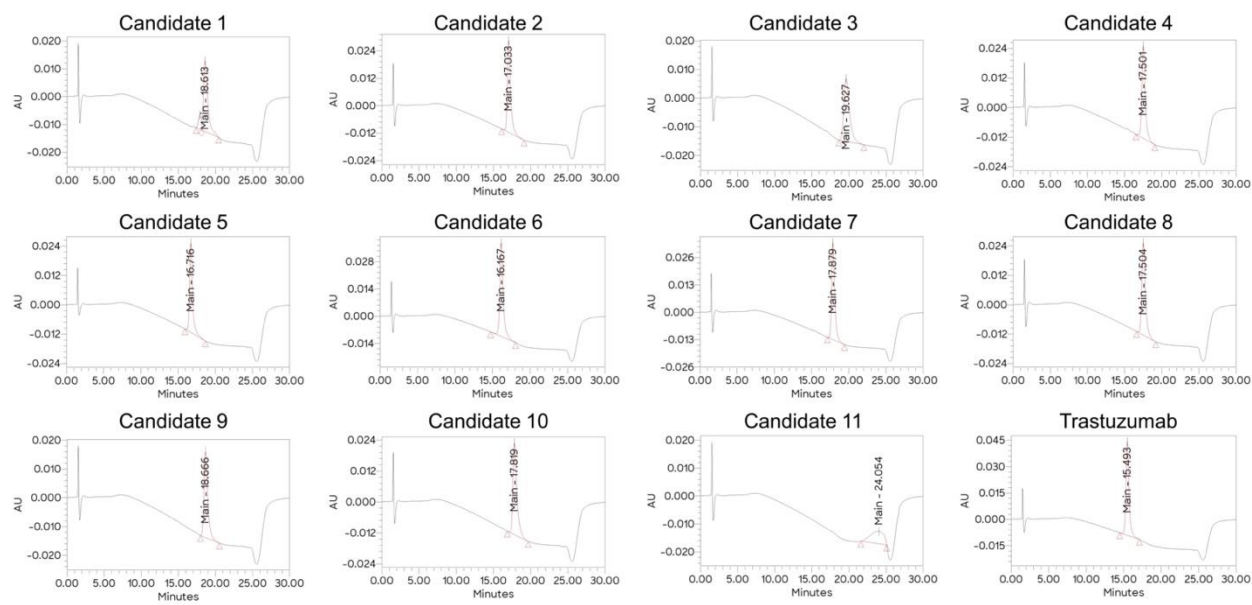 Candidate 1
0.020
0.010
0.000
-0.010
-0.020
AU
Main - 18.613
0.00 5.00 10.00 15.00 20.00 25.00 30.00
Minutes
Candidate 2
0.024
0.012
0.000
-0.012
-0.024
AU
Main - 17.033
0.00 5.00 10.00 15.00 20.00 25.00 30.00
Minutes
Candidate 3
0.020
0.010
0.000
-0.010
-0.020
AU
Main - 19.627
0.00 5.00 10.00 15.00 20.00 25.00 30.00
Minutes
Candidate 4
0.024
0.012
0.000
-0.012
-0.024
AU
Main - 17.501
0.00 5.00 10.00 15.00 20.00 25.00 30.00
Minutes
Candidate 5
0.024
0.012
0.000
-0.012
-0.024
AU
Main - 16.716
0.00 5.00 10.00 15.00 20.00 25.00 30.00
Minutes
Candidate 6
0.028
0.014
0.000
-0.014
AU
Main - 16.167
0.00 5.00 10.00 15.00 20.00 25.00 30.00
Minutes
Candidate 7
0.026
0.013
0.000
-0.013
-0.026
AU
Main - 17.879
0.00 5.00 10.00 15.00 20.00 25.00 30.00
Minutes
Candidate 8
0.024
0.012
0.000
-0.012
-0.024
AU
Main - 17.504
0.00 5.00 10.00 15.00 20.00 25.00 30.00
Minutes
Candidate 9
0.020
0.010
0.000
-0.010
-0.020
AU
Main - 18.666
0.00 5.00 10.00 15.00 20.00 25.00 30.00
Minutes
Candidate 10
0.024
0.012
0.000
-0.012
-0.024
AU
Main - 17.819
0.00 5.00 10.00 15.00 20.00 25.00 30.00
Minutes
Candidate 11
0.020
0.010
0.000
-0.010
-0.020
AU
Main - 24.054
0.00 5.00 10.00 15.00 20.00 25.00 30.00
Minutes
Trastuzumab
0.045
0.030
0.015
0.000
-0.015
AU
Main - 15.493
0.00 5.00 10.00 15.00 20.00 25.00 30.00
Minutes